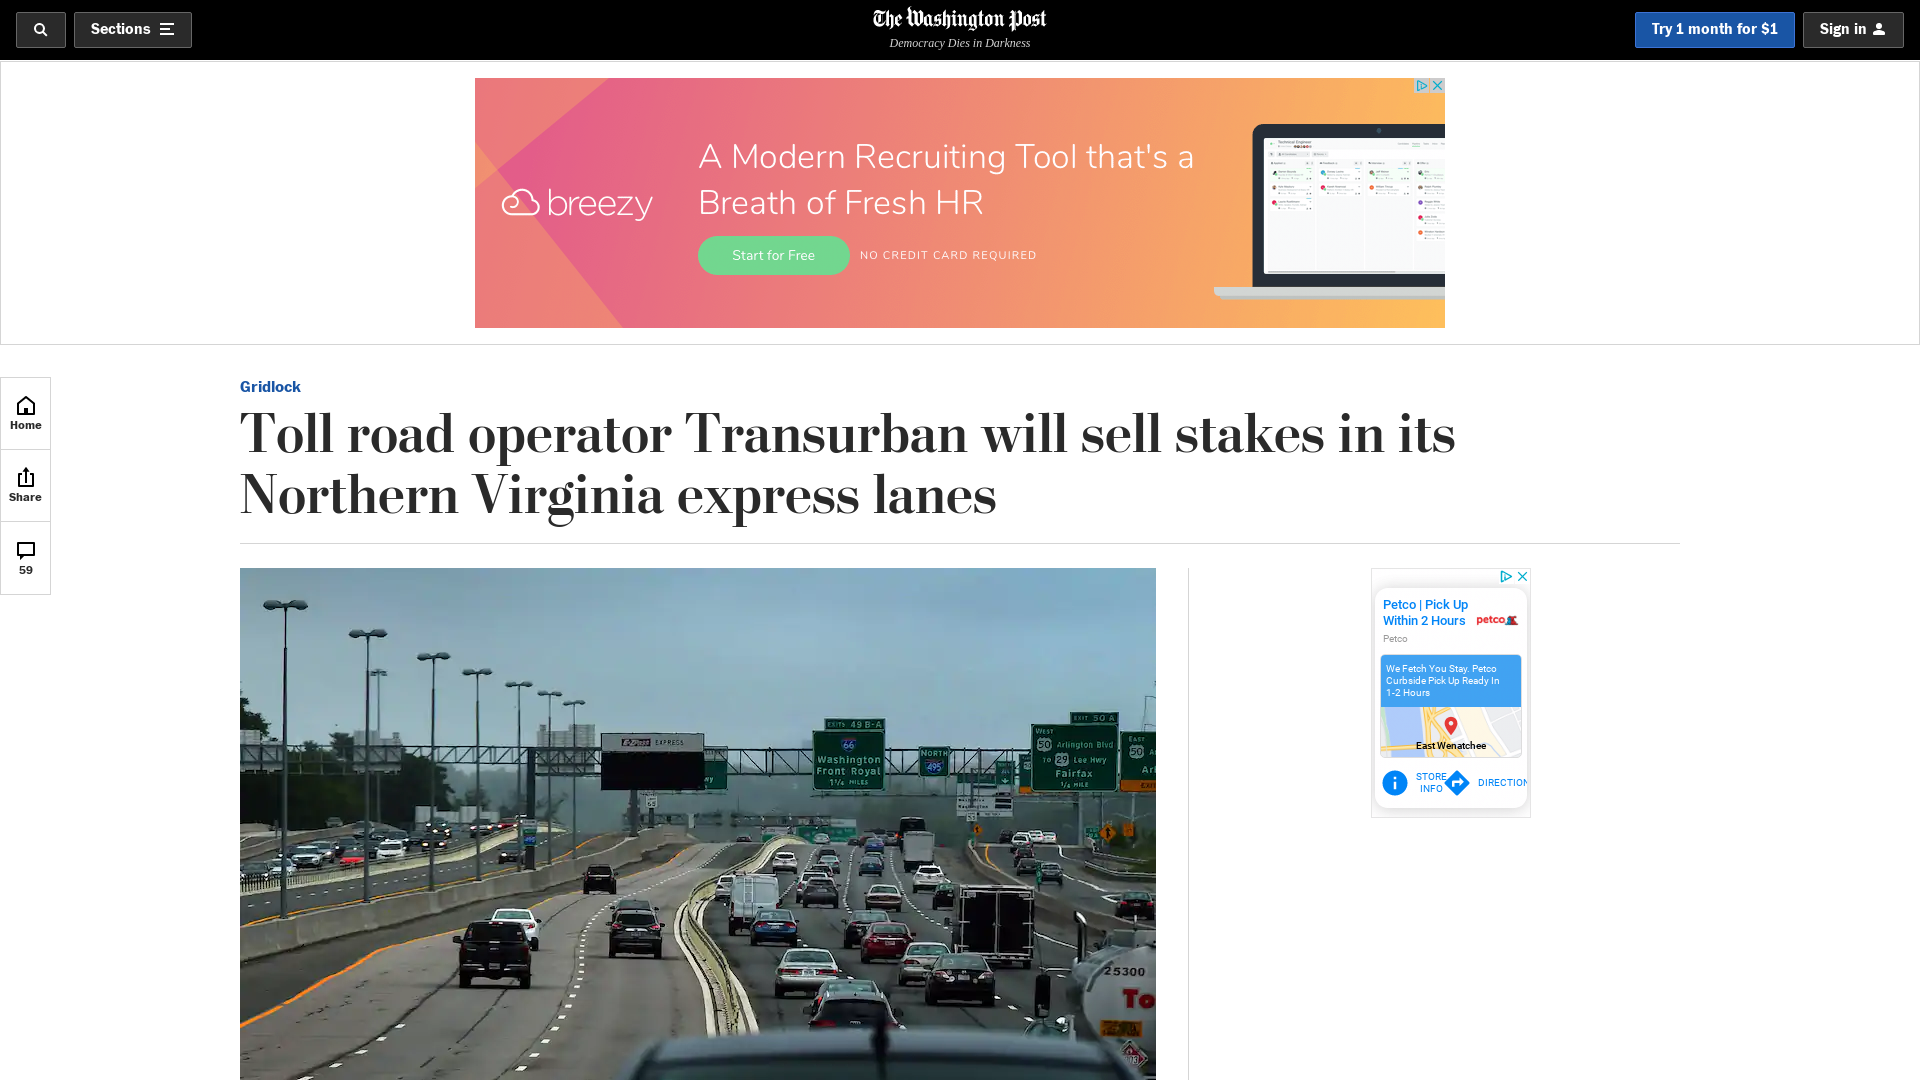 Sections
The Washington Post
Democracy Dies in Darkness
Try 1 month for $1
Sign in
breezy
A Modern Recruiting Tool that's a
Breath of Fresh HR
Start for Free
NO CREDIT CARD REQUIRED
Technical Engineer
Home
Share
59
Gridlock
Toll road operator Transurban will sell stakes in its
Northern Virginia express lanes
EXITS 49 B-A
66
Washington
Front Royal
1¼ MILES
NORTH
495
EXIT 50 A
WEST
50
Arlington Blvd
TO 29 Lee Hwy
Fairfax
¼ MILE
EAST
50
EXPRESS
25300
To
Petco | Pick Up
Within 2 Hours
petco
Petco
We Fetch You Stay. Petco
Curbside Pick Up Ready In
1-2 Hours
East Wenatchee
STORE
INFO
DIRECTION